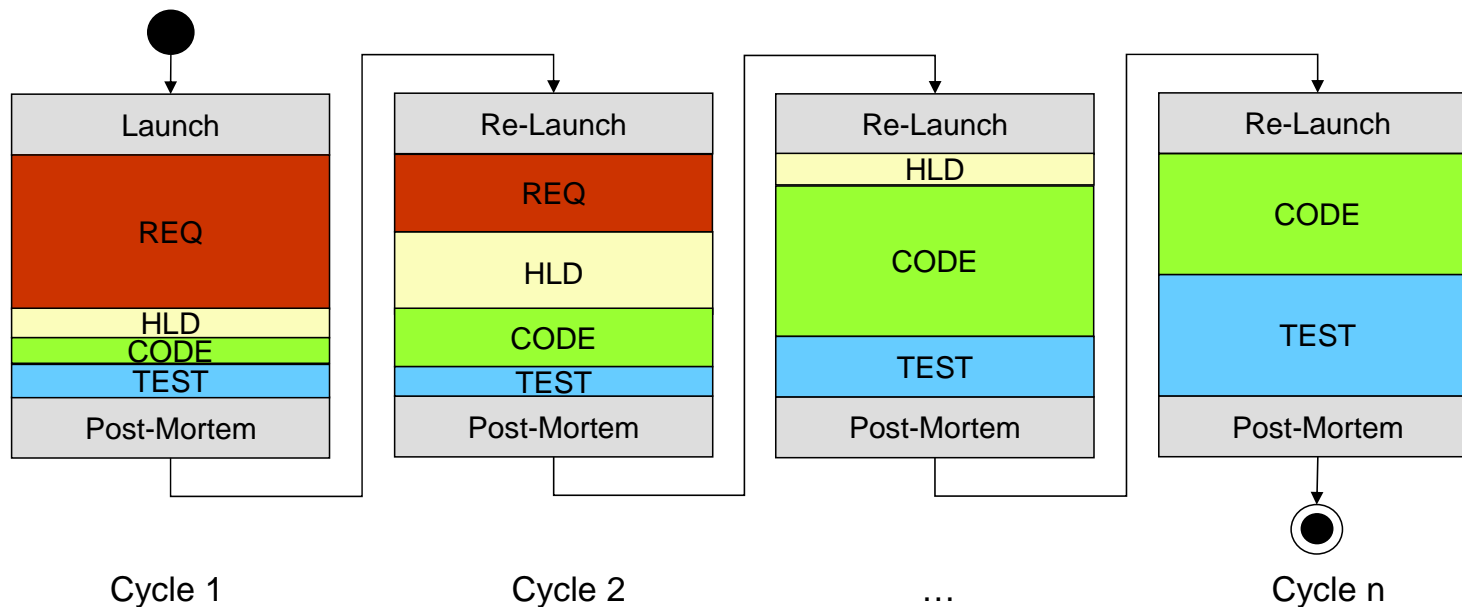 Launch
REQ
HLD
CODE
TEST
Post-Mortem
Cycle 1
Re-Launch
REQ
HLD
CODE
TEST
Post-Mortem
Cycle 2
Re-Launch
HLD
CODE
TEST
Post-Mortem
…
Re-Launch
CODE
TEST
Post-Mortem
Cycle n